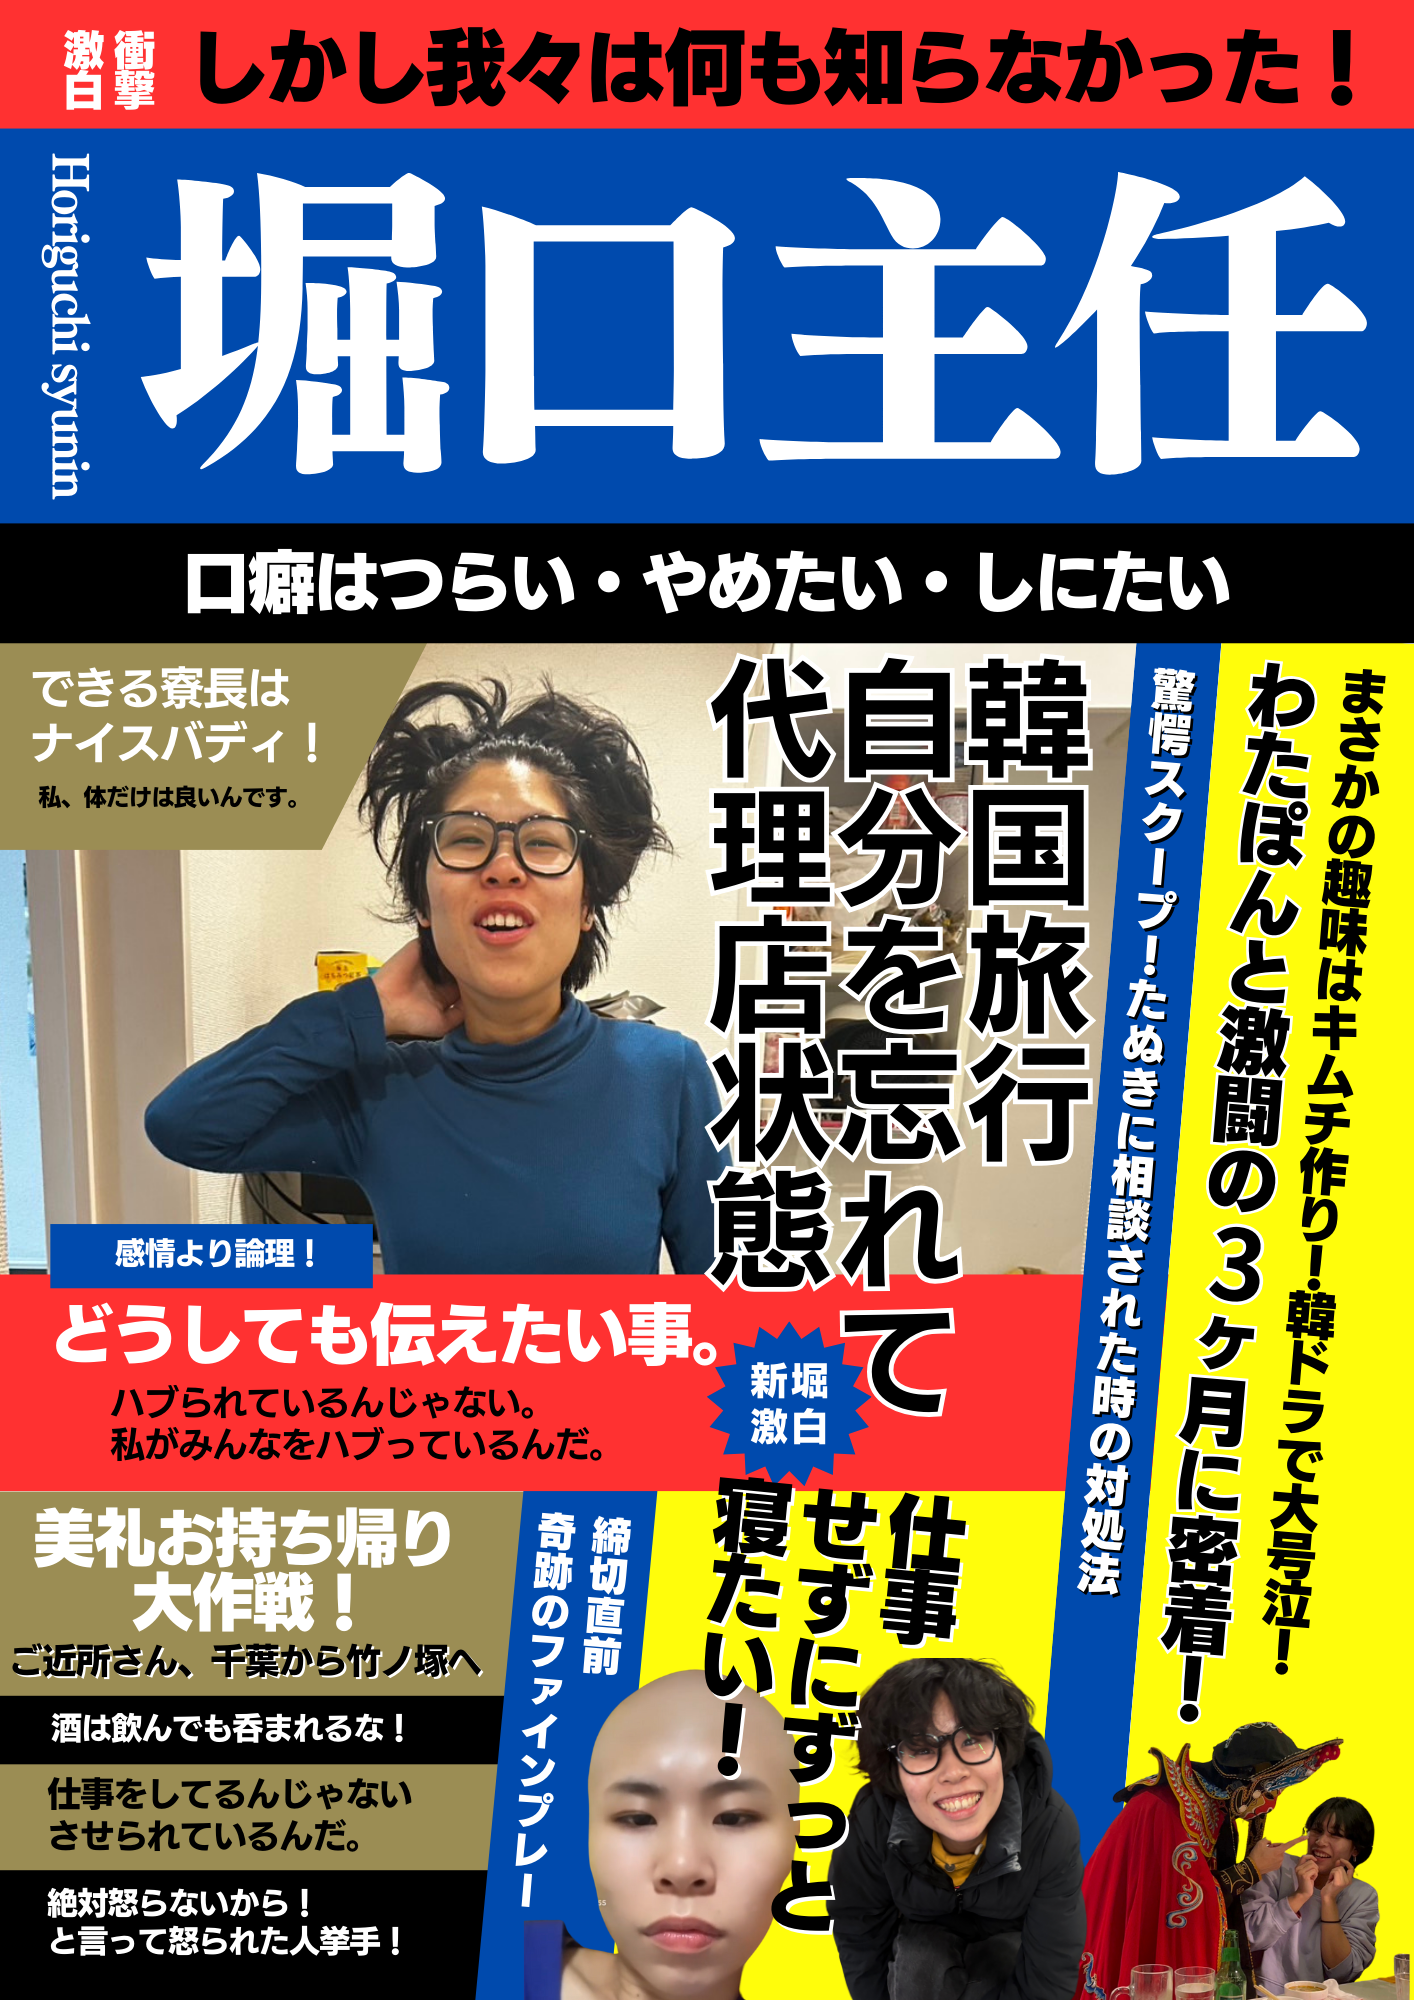 衝撃
激白
しかし我々は何も知らなかった！
Horiguchi syunin
堀口主任
口癖はつらい・やめたい・しにたい
できる寮長は
ナイスバディ！
私、体だけは良いんです。
韓国旅行
自分を忘れて
代理店状態
驚愕スクープ！たぬきに相談された時の対処法
まさかの趣味はキムチ作り！韓ドラで大号泣！
わたぽんと激闘の３ヶ月に密着！
感情より論理！
どうしても伝えたい事。
ハブられているんじゃない。
私がみんなをハブっているんだ。
新堀
激白
美礼お持ち帰り
大作戦！
ご近所さん、千葉から竹ノ塚へ
酒は飲んでも呑まれるな！
仕事をしてるんじゃない
させられているんだ。
絶対怒らないから！
と言って怒られた人挙手！
締切直前
奇跡のファインプレー
仕事
せずにずっと
寝たい！